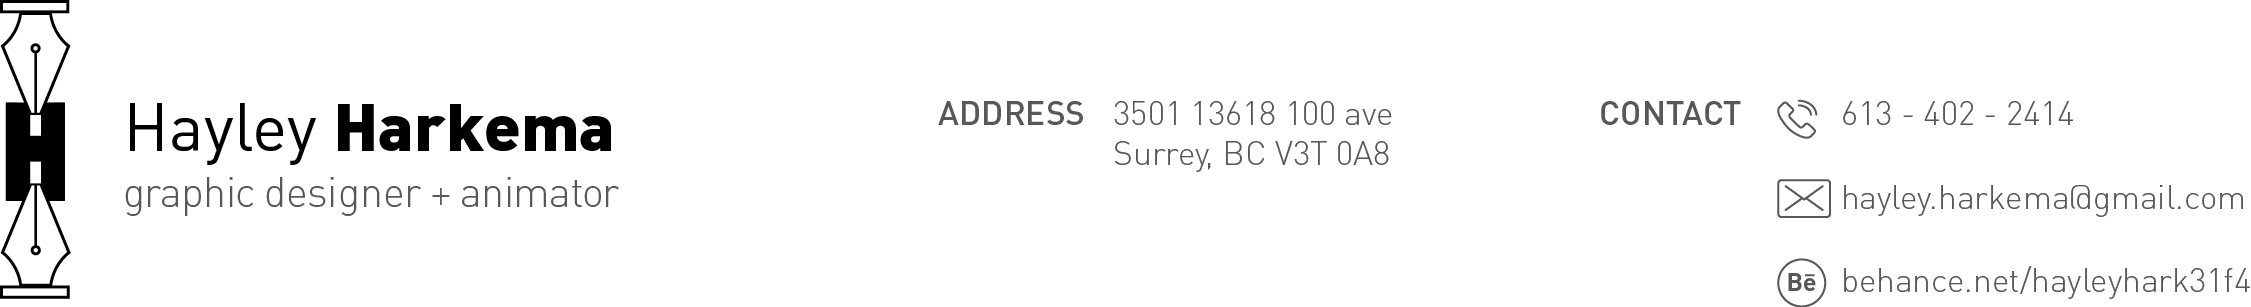 H
Hayley Harkema
graphic designer + animator
ADDRESS 3501 13618 100 ave
Surrey, BC V3T 0A8
CONTACT 613 - 402 - 2414
hayley.harkema@gmail.com
Bē behance.net/hayleyhark31f4